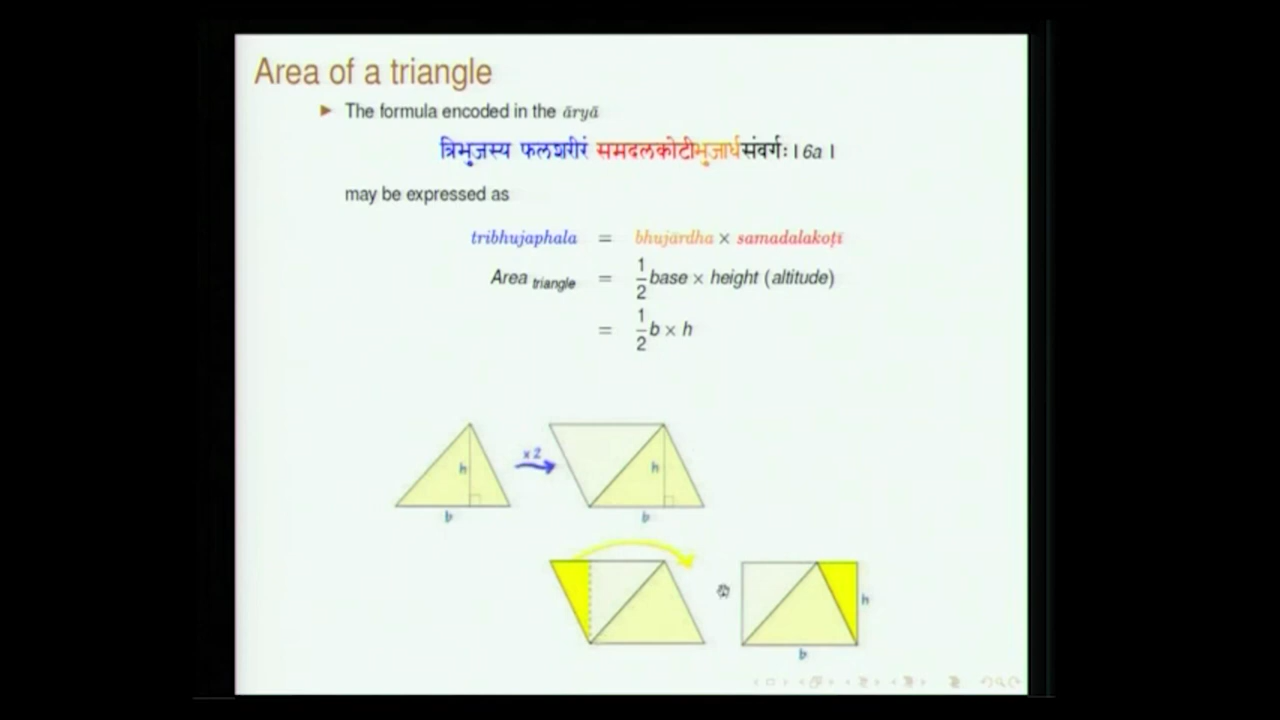 Area of a triangle
▶ The formula encoded in the āryā
त्रिभुजस्य फलशरीरं समदलकोटीभुजार्धसंवर्गः । 6a ।
may be expressed as
tribhujaphala = bhujārdha × samadalakoṭī
Area triangle = 1/2 base × height (altitude)
= 1/2 b × h
x2
h
h
b
b
h
b